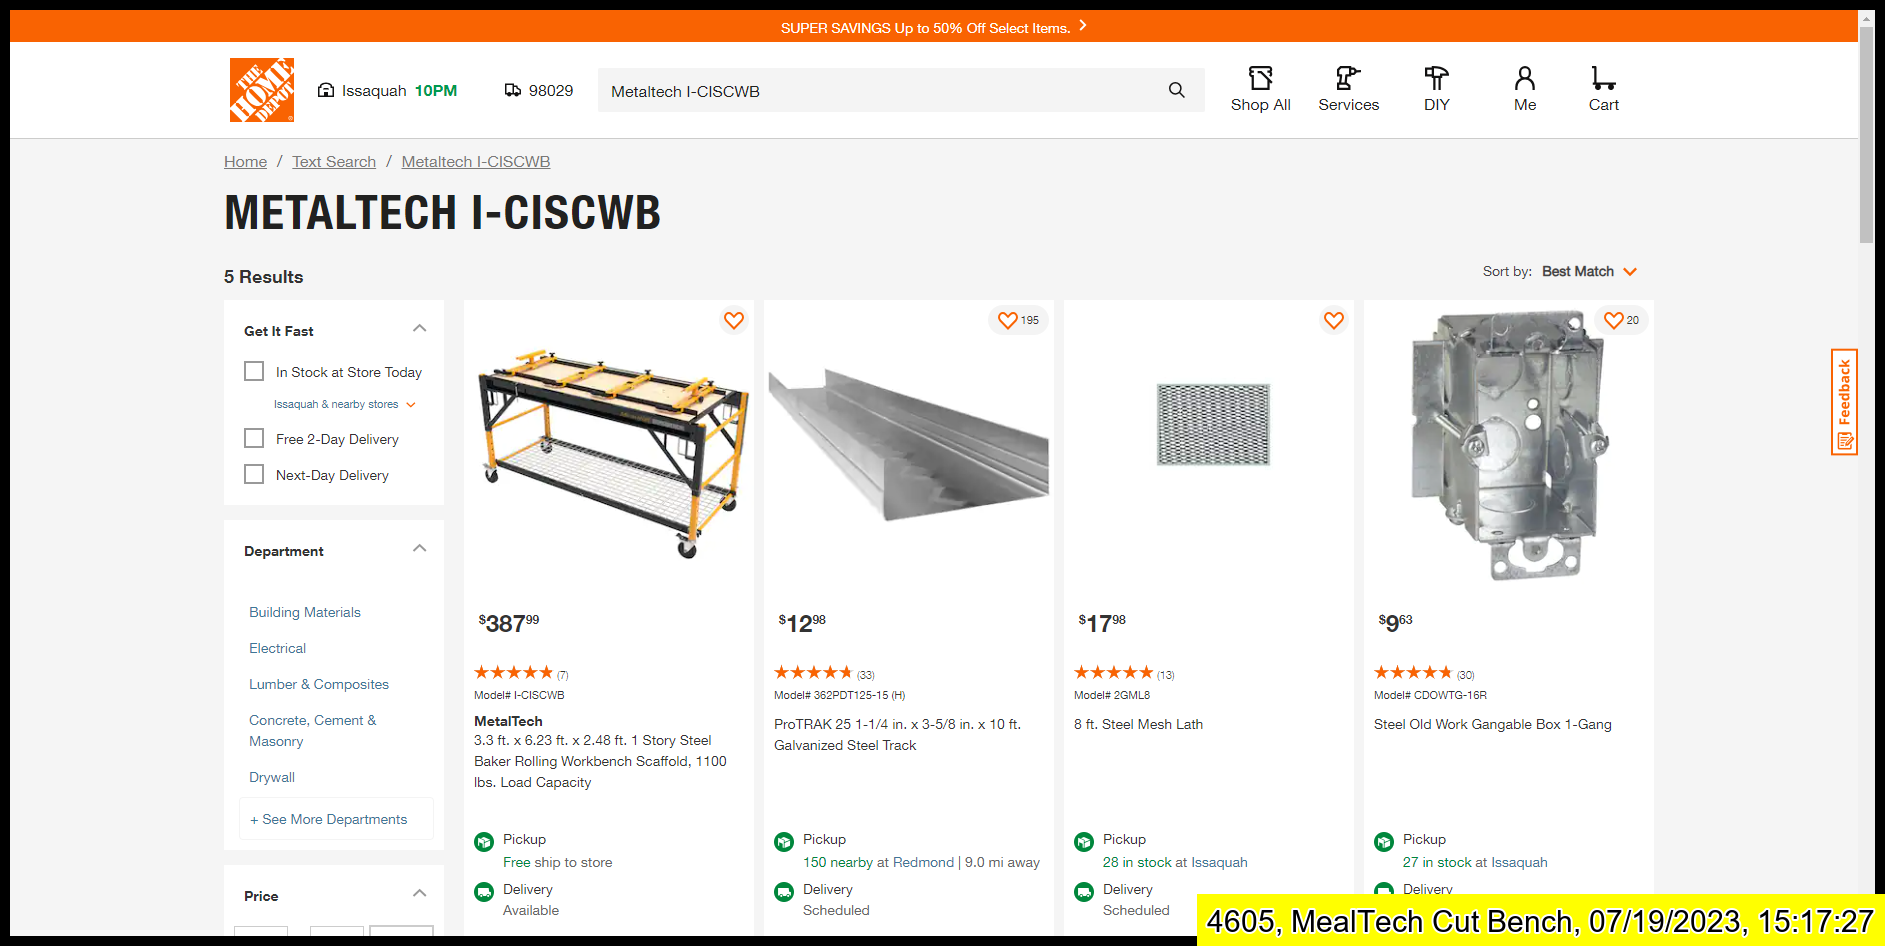 SUPER SAVINGS Up to 50% Off Select Items.
THE HOME DEPOT
Issaquah 10PM
98029
Metaltech I-CISCWB
Shop All
Services
DIY
Me
Cart
Home / Text Search / Metaltech I-CISCWB
METALTECH I-CISCWB
5 Results
Sort by: Best Match
Get It Fast
In Stock at Store Today
Issaquah & nearby stores
Free 2-Day Delivery
Next-Day Delivery
Department
Building Materials
Electrical
Lumber & Composites
Concrete, Cement &
Masonry
Drywall
+ See More Departments
Price
$387 99
(7)
Model# I-CISCWB
MetalTech
3.3 ft. x 6.23 ft. x 2.48 ft. 1 Story Steel
Baker Rolling Workbench Scaffold, 1100
lbs. Load Capacity
Pickup
Free ship to store
Delivery
Available
195
$12 98
(33)
Model# 362PDT125-15 (H)
ProTRAK 25 1-1/4 in. x 3-5/8 in. x 10 ft.
Galvanized Steel Track
Pickup
150 nearby at Redmond | 9.0 mi away
Delivery
Scheduled
$17 98
(13)
Model# 2GML8
8 ft. Steel Mesh Lath
Pickup
28 in stock at Issaquah
Delivery
Scheduled
20
$9 63
(30)
Model# CDOWTG-16R
Steel Old Work Gangable Box 1-Gang
Pickup
27 in stock at Issaquah
Delivery
Feedback
4605, MealTech Cut Bench, 07/19/2023, 15:17:27